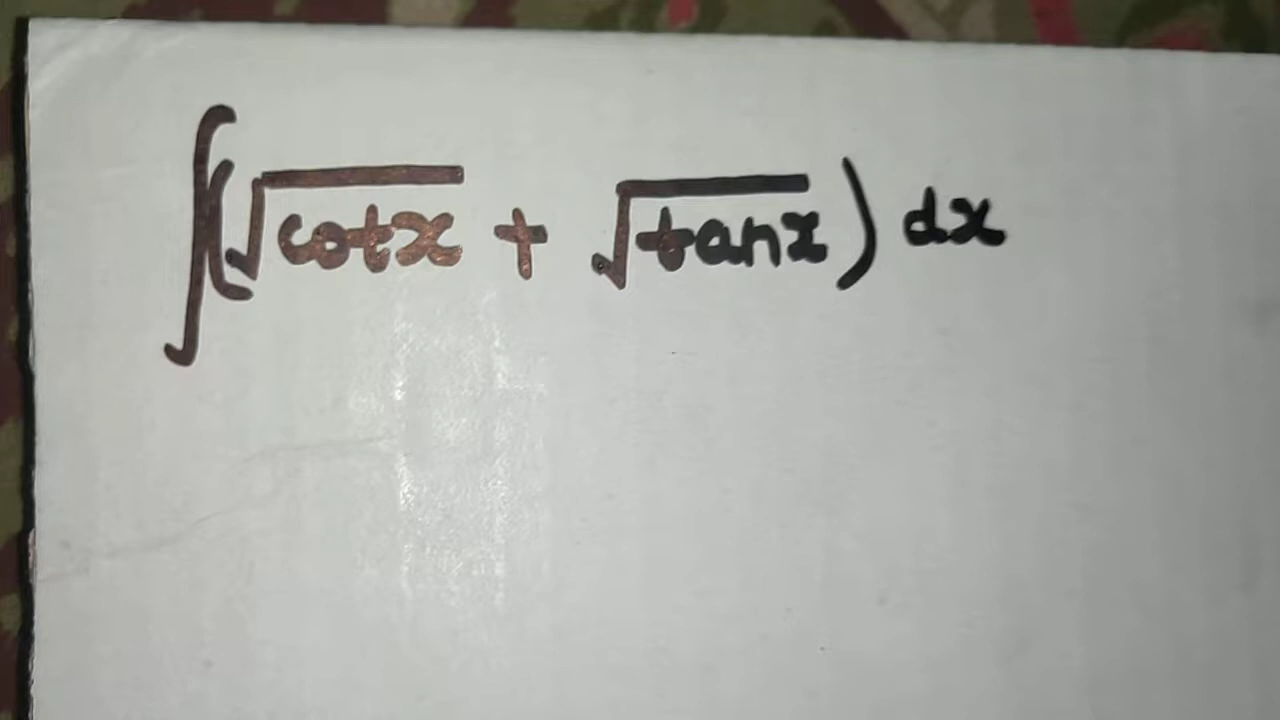 ∫(√cotx + √tanx) dx